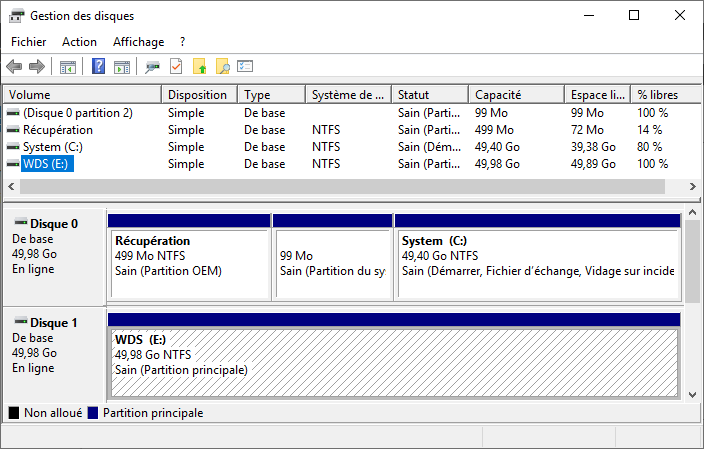 Gestion des disques
Fichier Action Affichage ?
Volume Disposition Type Système de ... Statut Capacité Espace li... % libres
(Disque 0 partition 2) Simple De base Sain (Parti... 99 Mo 99 Mo 100 %
Récupération Simple De base NTFS Sain (Parti... 499 Mo 72 Mo 14 %
System (C:) Simple De base NTFS Sain (Dém... 49,40 Go 39,38 Go 80 %
WDS (E:) Simple De base NTFS Sain (Parti... 49,98 Go 49,89 Go 100 %
Disque 0
De base
49,98 Go
En ligne
Récupération
499 Mo NTFS
Sain (Partition OEM)
99 Mo
Sain (Partition du sy
System (C:)
49,40 Go NTFS
Sain (Démarrer, Fichier d'échange, Vidage sur incide
Disque 1
De base
49,98 Go
En ligne
WDS (E:)
49,98 Go NTFS
Sain (Partition principale)
Non alloué Partition principale